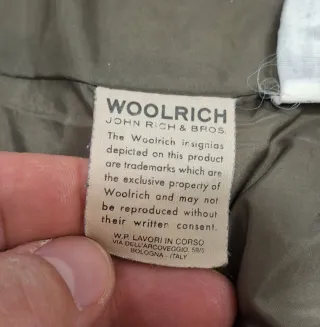 WOOLRICH
JOHN RICH & BROS.
The Woolrich insignias
depicted on this product
are trademarks which are
the exclusive property of
Woolrich and may not
be reproduced without
their written consent.
W.P. LAVORI IN CORSO
VIA DELL'ARCOVEGGIO, 59/5
BOLOGNA - ITALY